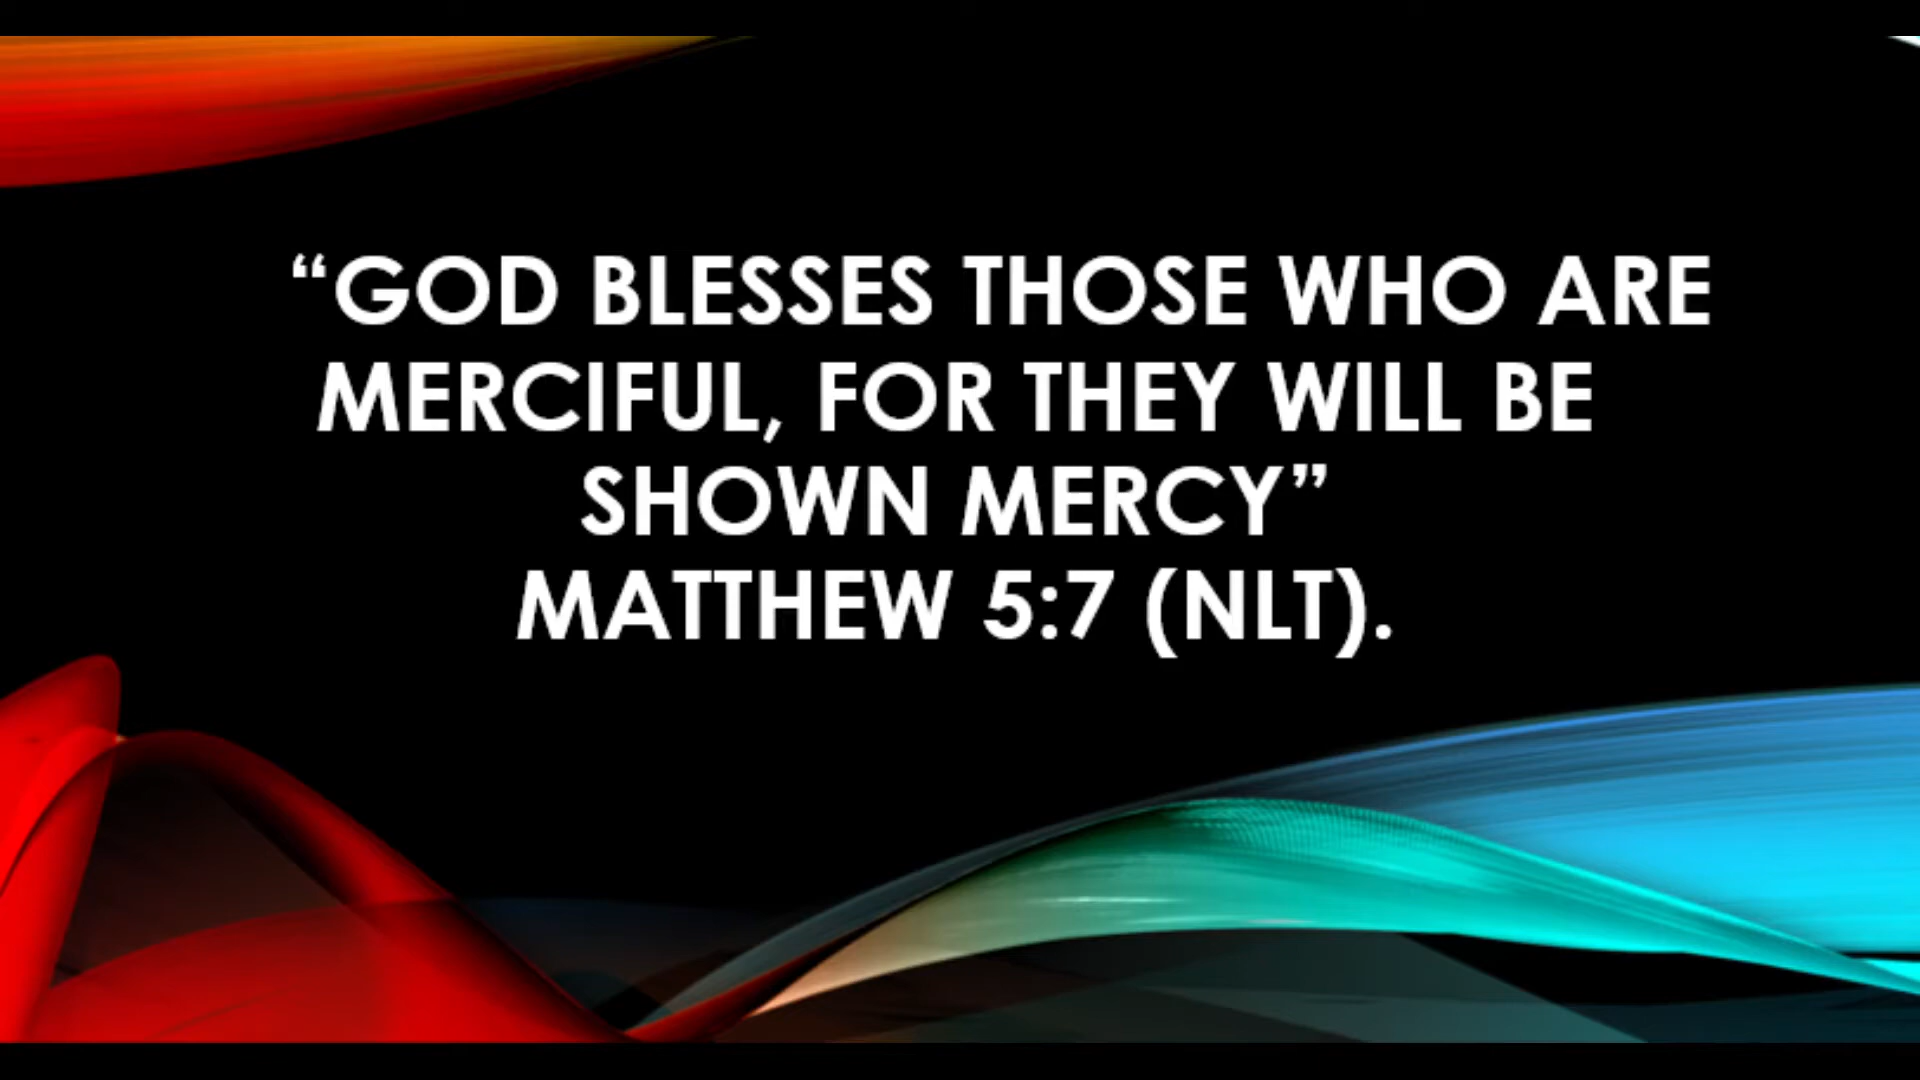 “GOD BLESSES THOSE WHO ARE
MERCIFUL, FOR THEY WILL BE
SHOWN MERCY”
MATTHEW 5:7 (NLT).